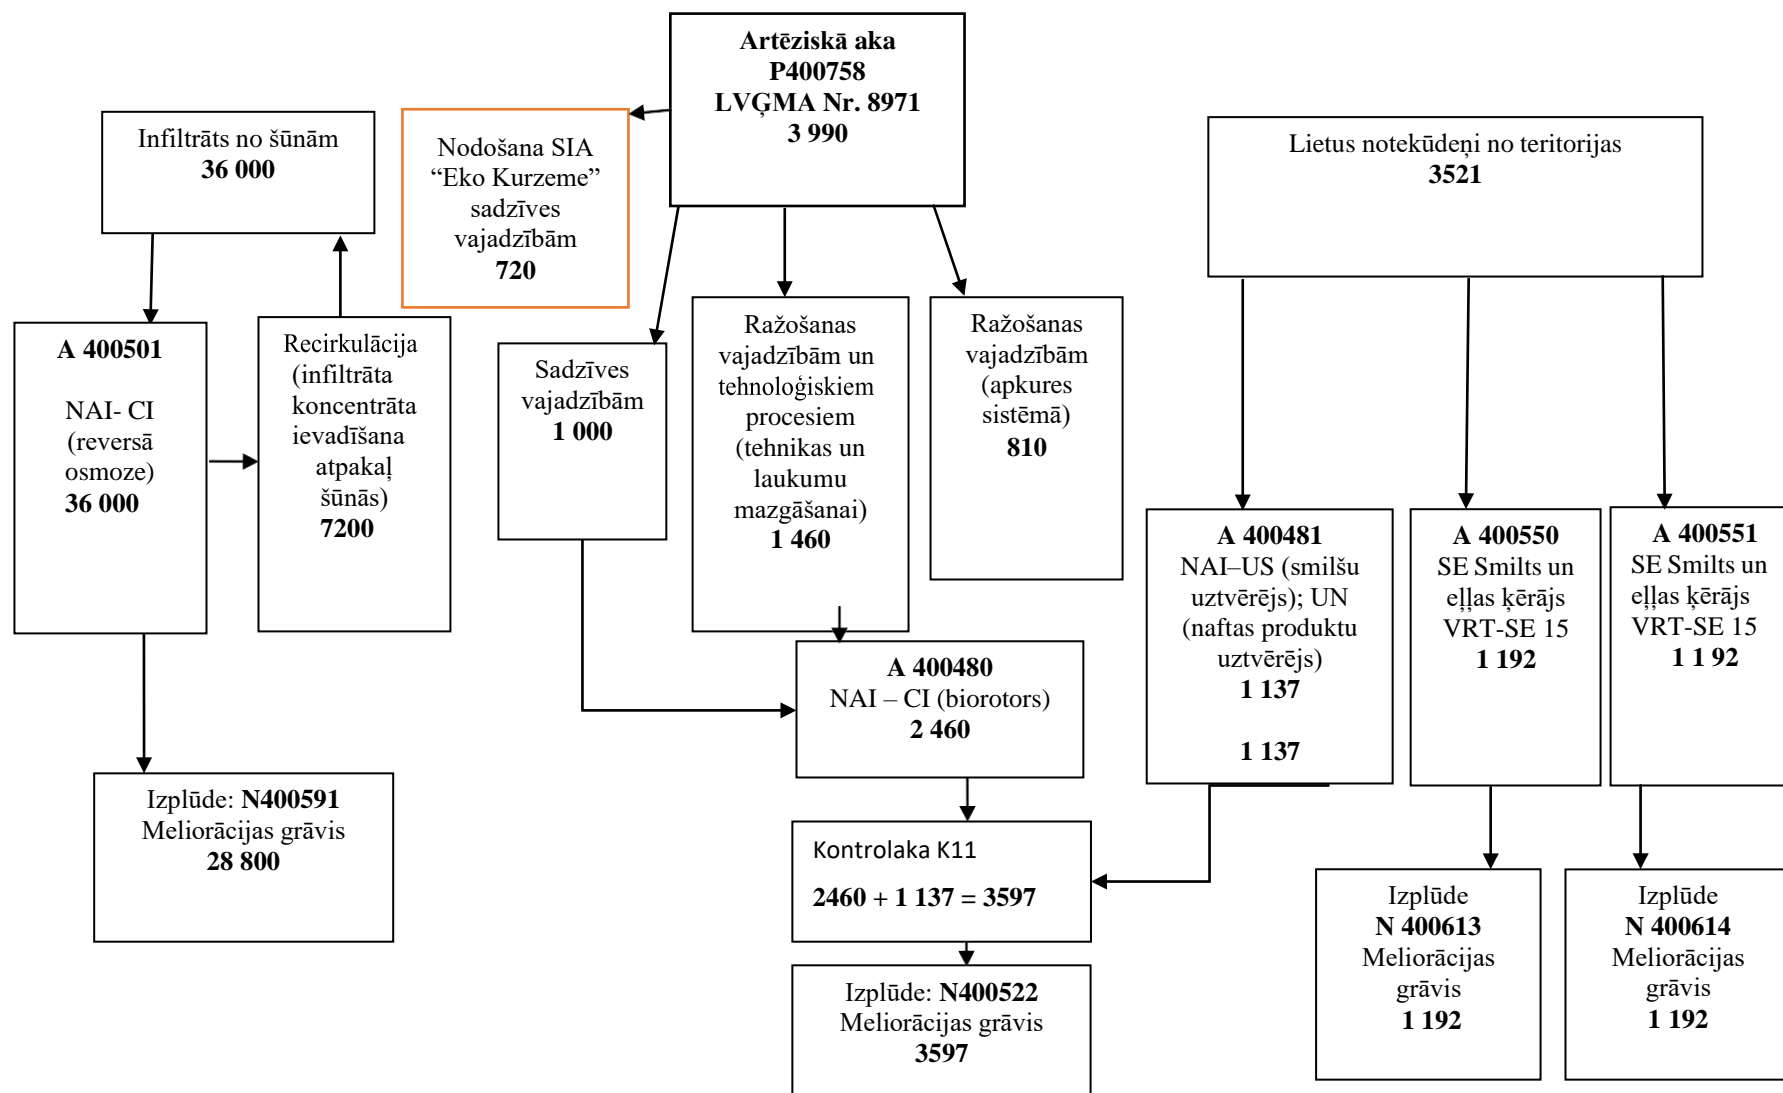 Artēziskā aka
P400758
LVĢMA Nr. 8971
3 990
Infiltrāts no šūnām
36 000
Nodošana SIA
“Eko Kurzeme”
sadzīves
vajadzībām
720
Lietus notekūdeņi no teritorijas
3521
A 400501
NAI- CI
(reversā
osmoze)
36 000
Recirkulācija
(infiltrāta
koncentrāta
ievadīšana
atpakaļ
šūnās)
7200
Sadzīves
vajadzībām
1 000
Ražošanas
vajadzībām un
tehnoloģiskiem
procesiem
(tehnikas un
laukumu
mazgāšanai)
1 460
Ražošanas
vajadzībām
(apkures
sistēmā)
810
A 400481
NAI–US (smilšu
uztvērējs); UN
(naftas produktu
uztvērējs)
1 137
1 137
A 400550
SE Smilts un
eļļas ķērājs
VRT-SE 15
1 192
A 400551
SE Smilts un
eļļas ķērājs
VRT-SE 15
1 1 92
A 400480
NAI – CI (biorotors)
2 460
Izplūde: N400591
Meliorācijas grāvis
28 800
Kontrolaka K11
2460 + 1 137 = 3597
Izplūde: N400522
Meliorācijas grāvis
3597
Izplūde
N 400613
Meliorācijas
grāvis
1 192
Izplūde
N 400614
Meliorācijas
grāvis
1 192